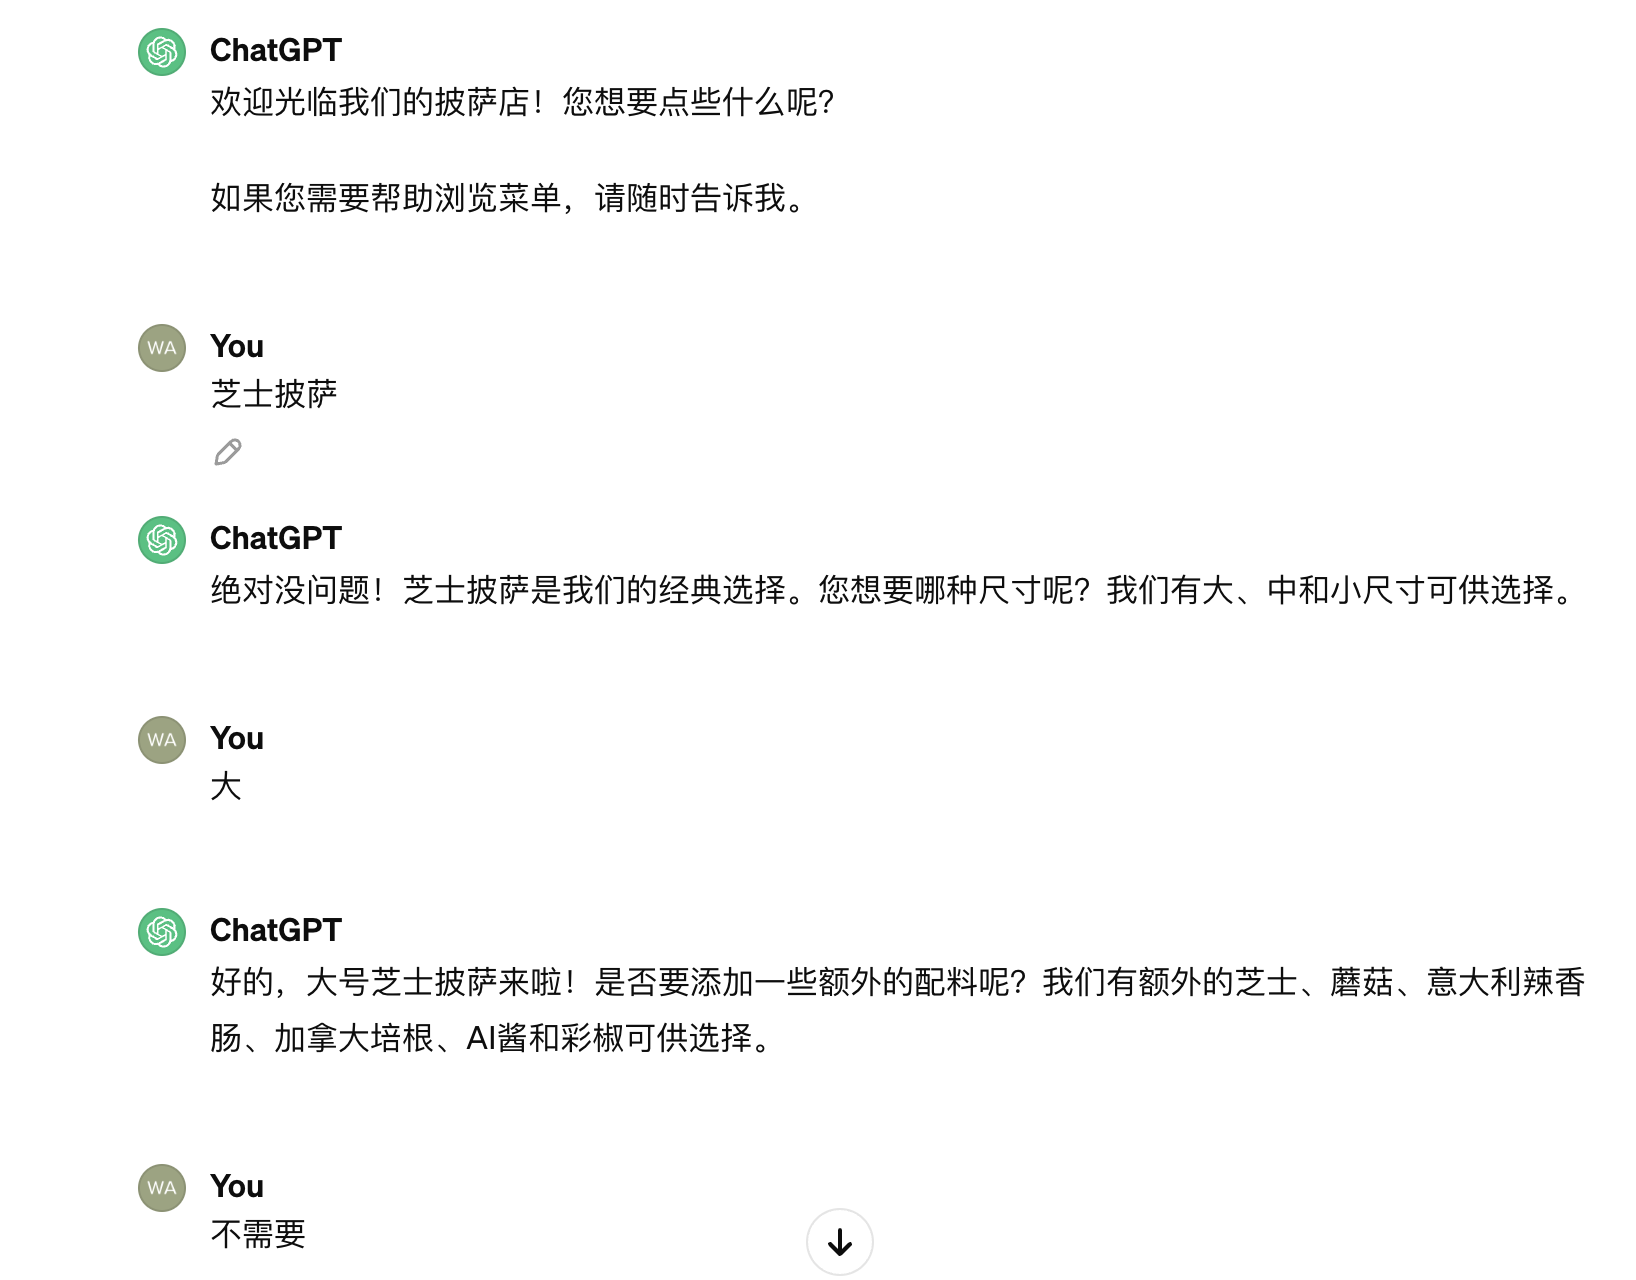 ChatGPT
欢迎光临我们的披萨店！您想要点些什么呢？
如果您需要帮助浏览菜单，请随时告诉我。
WA
You
芝士披萨
ChatGPT
绝对没问题！芝士披萨是我们的经典选择。您想要哪种尺寸呢？我们有大、中和小尺寸可供选择。
WA
You
大
ChatGPT
好的，大号芝士披萨来啦！是否要添加一些额外的配料呢？我们有额外的芝士、蘑菇、意大利辣香
肠、加拿大培根、AI酱和彩椒可供选择。
WA
You
不需要